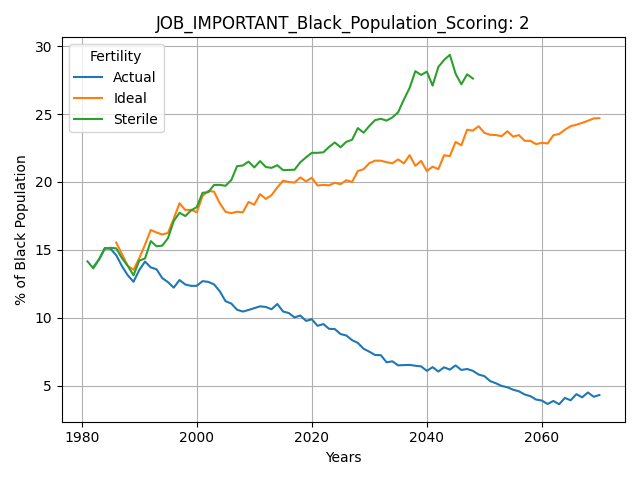 JOB_IMPORTANT_Black_Population_Scoring: 2
Fertility
Actual
Ideal
Sterile
% of Black Population
30
25
20
15
10
5
1980 2000 2020 2040 2060
Years